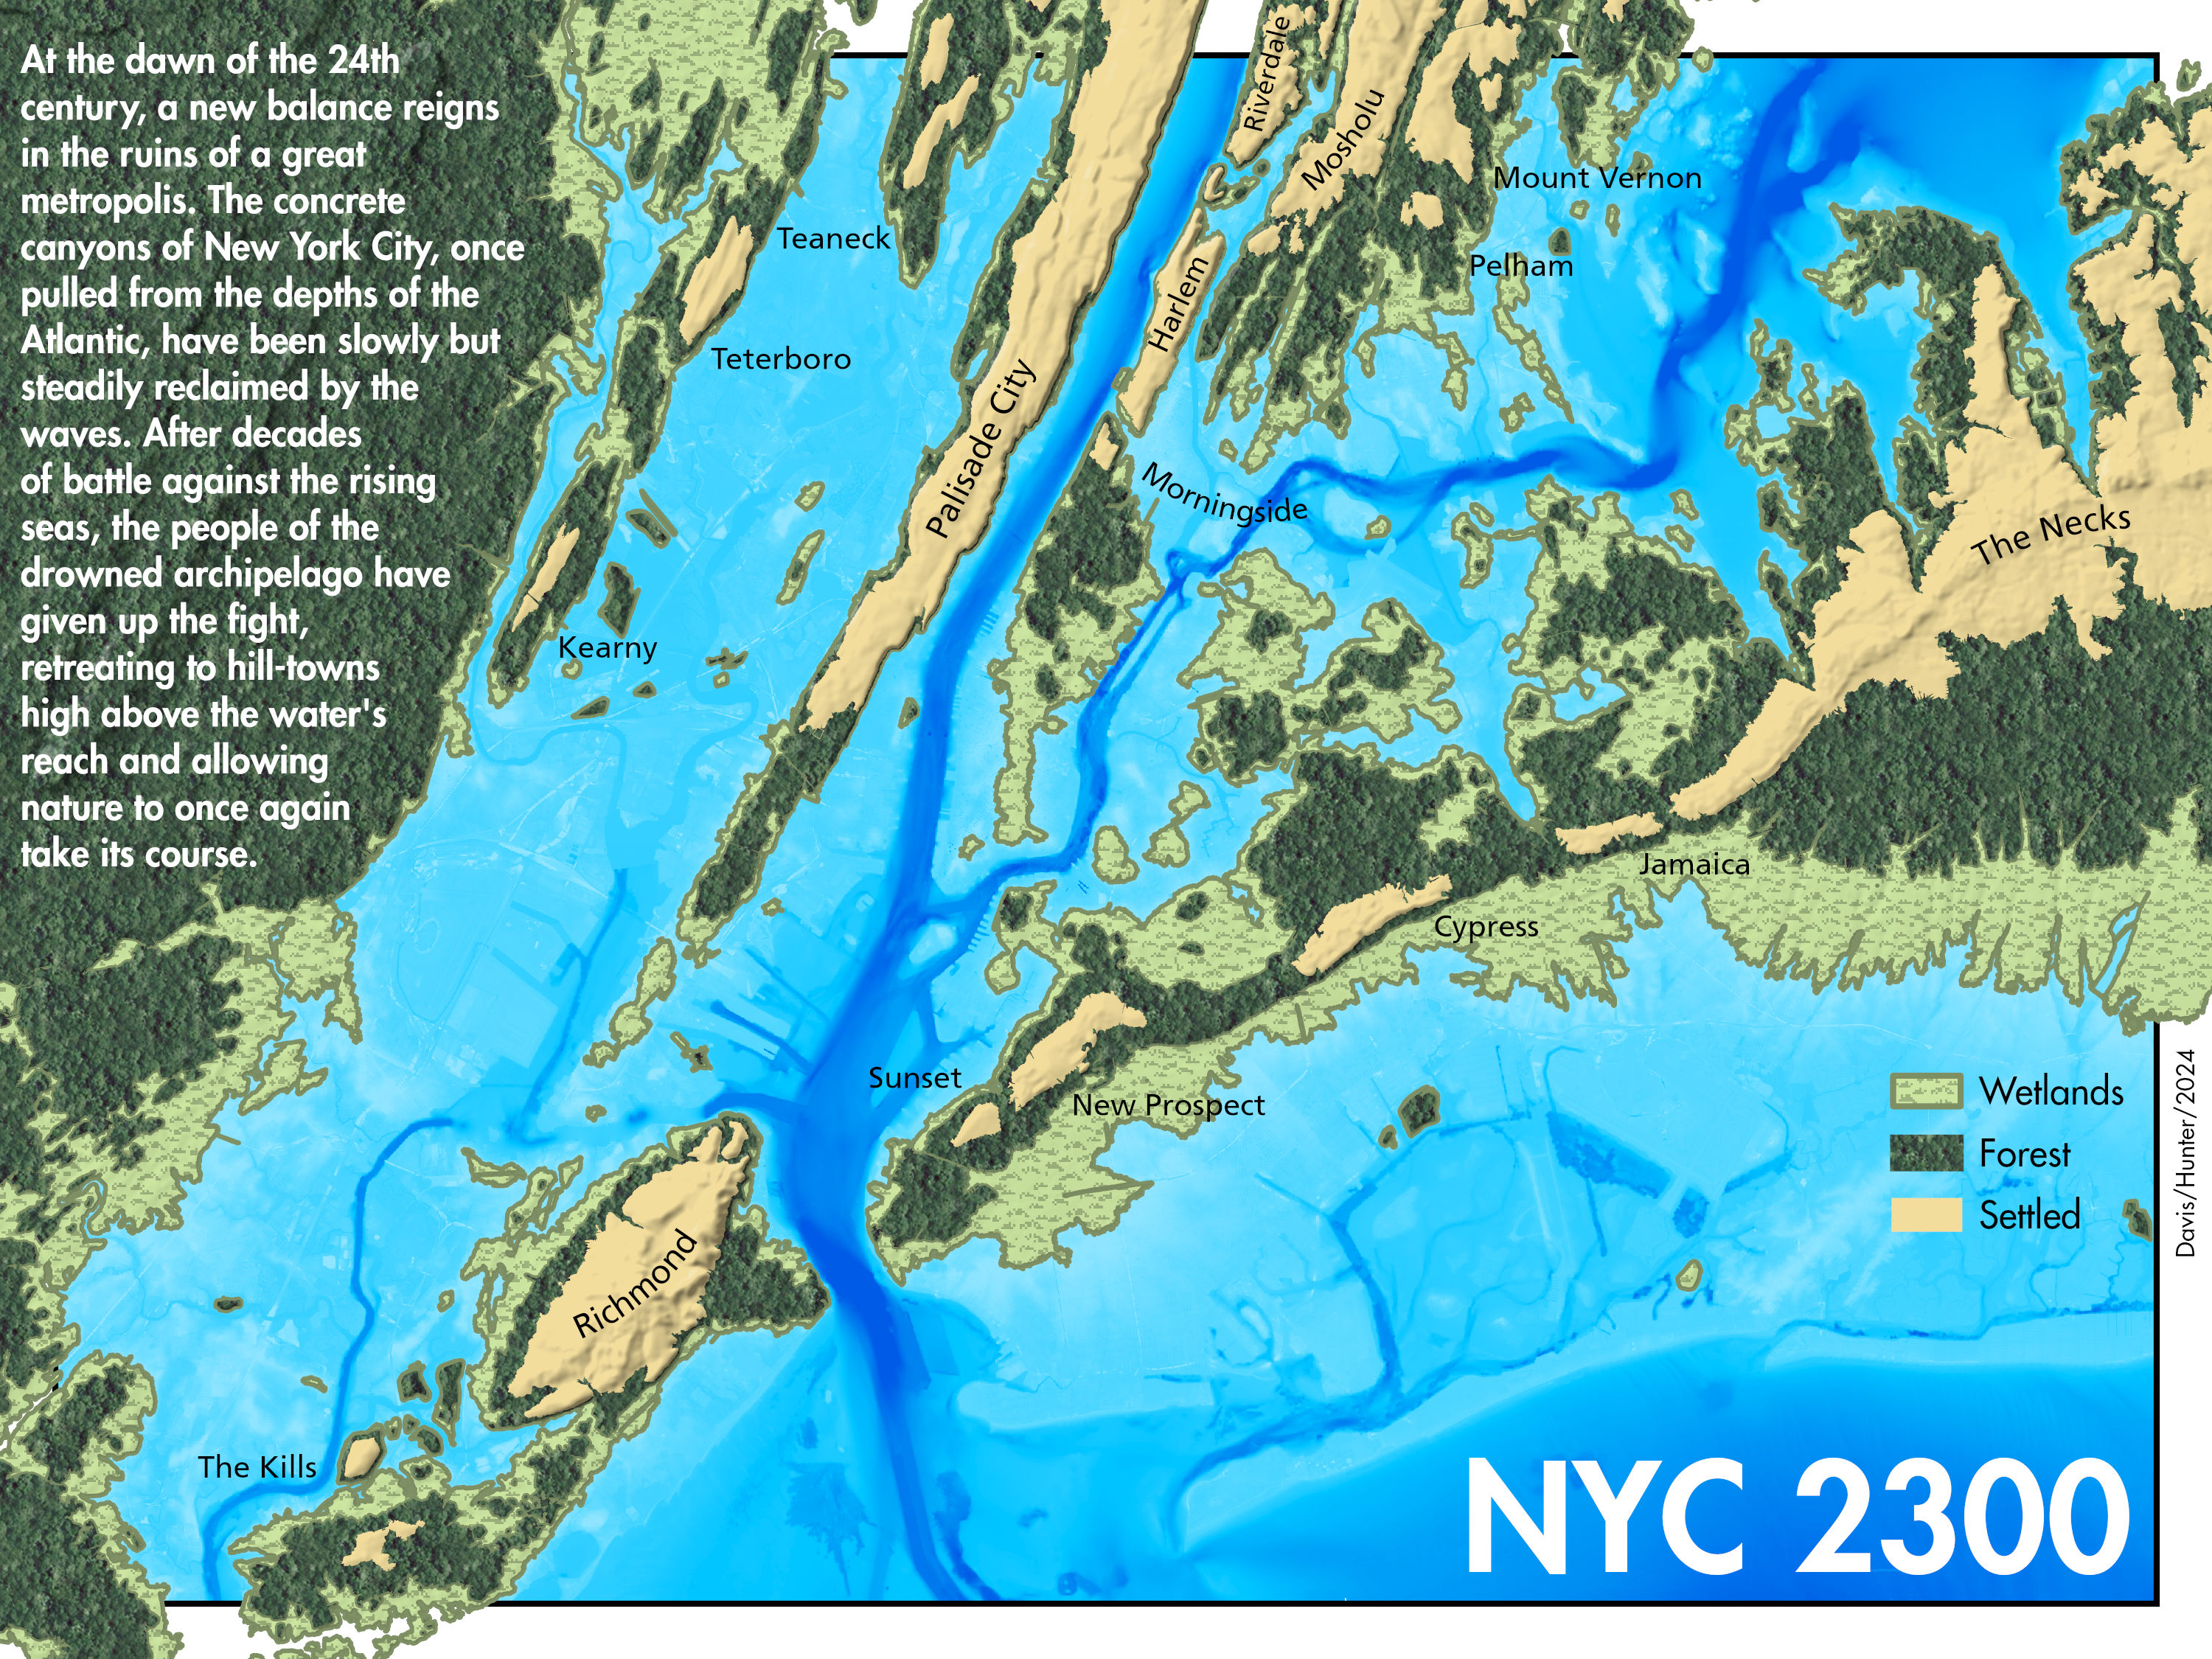 At the dawn of the 24th
century, a new balance reigns
in the ruins of a great
metropolis. The concrete
canyons of New York City, once
pulled from the depths of the
Atlantic, have been slowly but
steadily reclaimed by the
waves. After decades
of battle against the rising
seas, the people of the
drowned archipelago have
given up the fight,
retreating to hill-towns
high above the water's
reach and allowing
nature to once again
take its course.
Riverdale
Mosholu
Mount Vernon
Teaneck
Pelham
Harlem
Teterboro
Palisade City
Morningside
The Necks
Kearny
Jamaica
Cypress
Sunset
New Prospect
Richmond
The Kills
Wetlands
Forest
Settled
Davis/Hunter/2024
NYC 2300